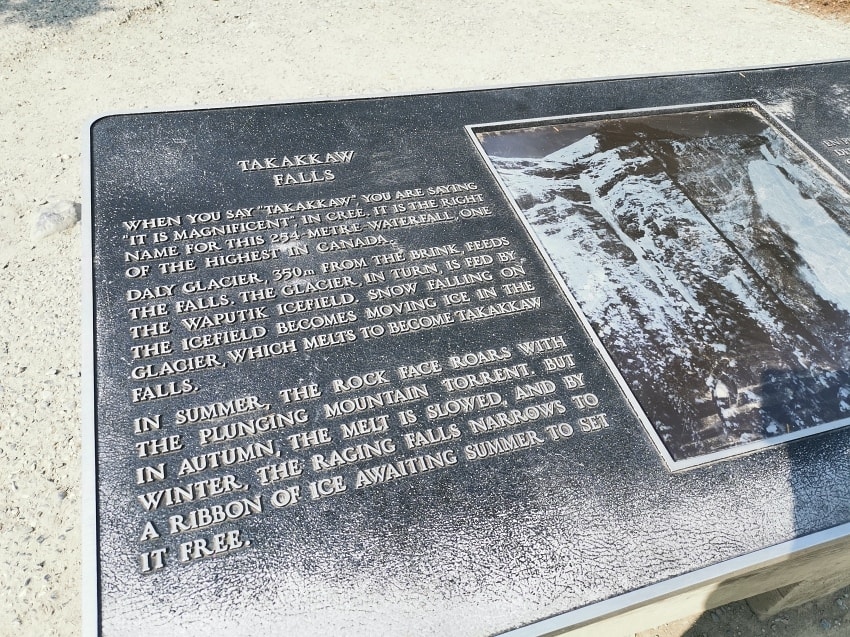 TAKAKKAW
FALLS
WHEN YOU SAY "TAKAKKAW", YOU ARE SAYING
"IT IS MAGNIFICENT", IN CREE. IT IS THE RIGHT
NAME FOR THIS 254 METRE WATERFALL, ONE
OF THE HIGHEST IN CANADA.
DALY GLACIER, 350m FROM THE BRINK, FEEDS
THE FALLS. THE GLACIER, IN TURN, IS FED BY
THE WAPUTIK ICEFIELD. SNOW FALLING ON
THE ICEFIELD BECOMES MOVING ICE IN THE
GLACIER, WHICH MELTS TO BECOME TAKAKKAW
FALLS.
IN SUMMER, THE ROCK FACE ROARS WITH
THE PLUNGING MOUNTAIN TORRENT. BUT
IN AUTUMN, THE MELT IS SLOWED, AND BY
WINTER, THE RAGING FALLS NARROWS TO
A RIBBON OF ICE AWAITING SUMMER TO SET
IT FREE.